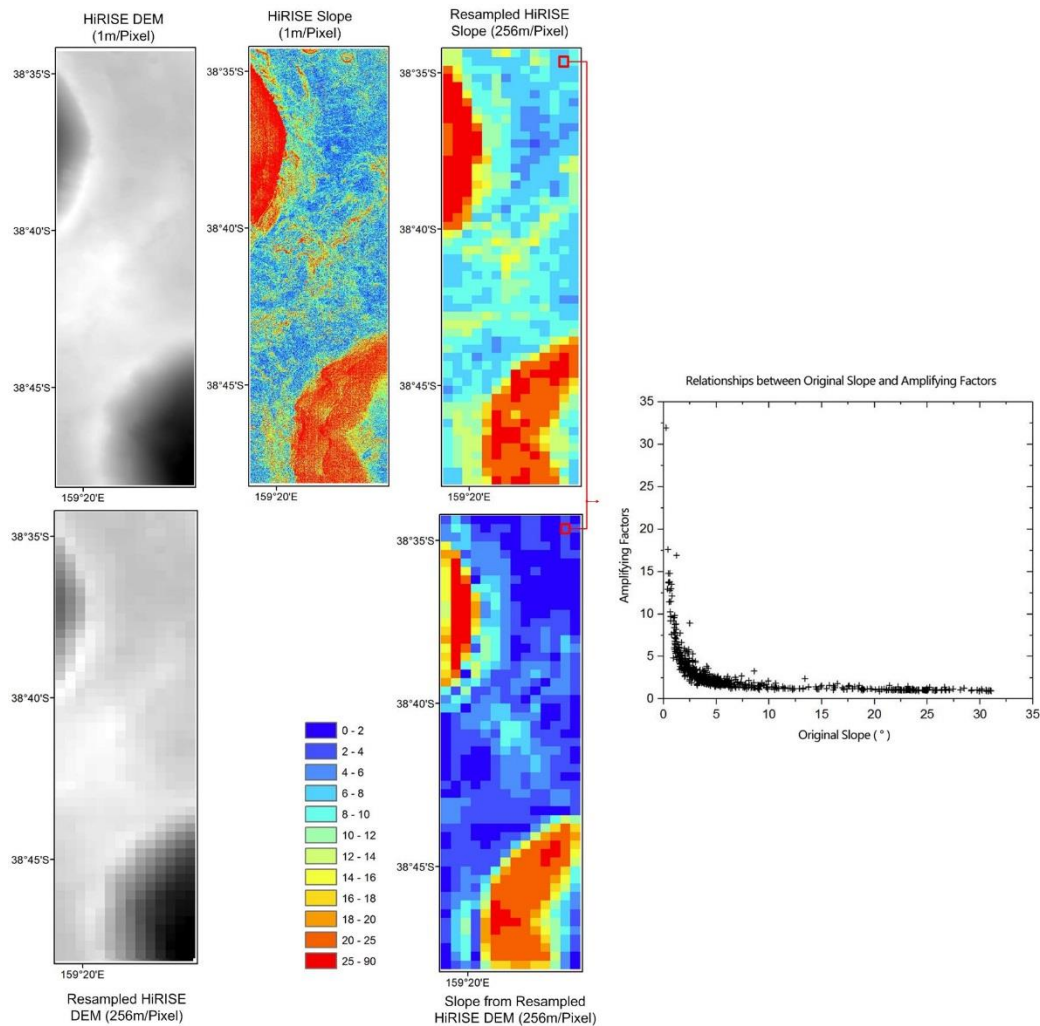 HiRISE DEM
(1m/Pixel)
HiRISE Slope
(1m/Pixel)
Resampled HiRISE
Slope (256m/Pixel)
38°35'S
38°40'S
38°45'S
159°20'E
38°35'S
38°40'S
38°45'S
159°20'E
38°35'S
38°40'S
38°45'S
159°20'E
38°35'S
38°40'S
38°45'S
159°20'E
Resampled HiRISE
DEM (256m/Pixel)
0 - 2
2 - 4
4 - 6
6 - 8
8 - 10
10 - 12
12 - 14
14 - 16
16 - 18
18 - 20
20 - 25
25 - 90
38°35'S
38°40'S
38°45'S
159°20'E
Slope from Resampled
HiRISE DEM (256m/Pixel)
Relationships between Original Slope and Amplifying Factors
Amplifying Factors
35
30
25
20
15
10
5
0
0 5 10 15 20 25 30 35
Original Slope ( ° )